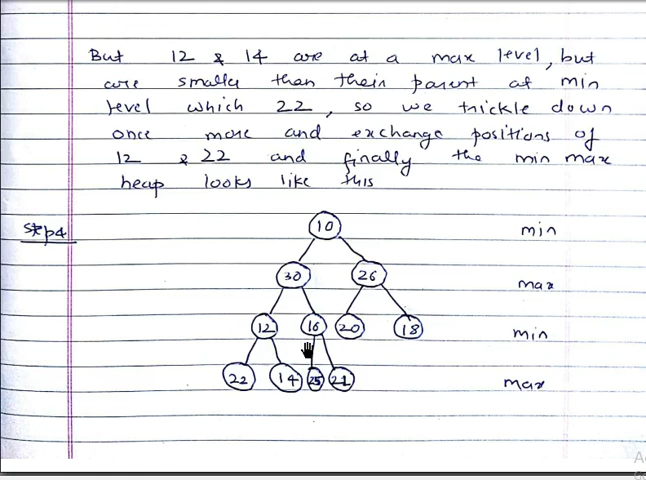 But 12 & 14 are at a max level, but
are smaller than their parent at min
level which 22, so we trickle down
once more and exchange positions of
12 & 22 and finally the min max
heap looks like this
Step4
10 min
30 26 max
12 16 20 18 min
22 14 25 21 max